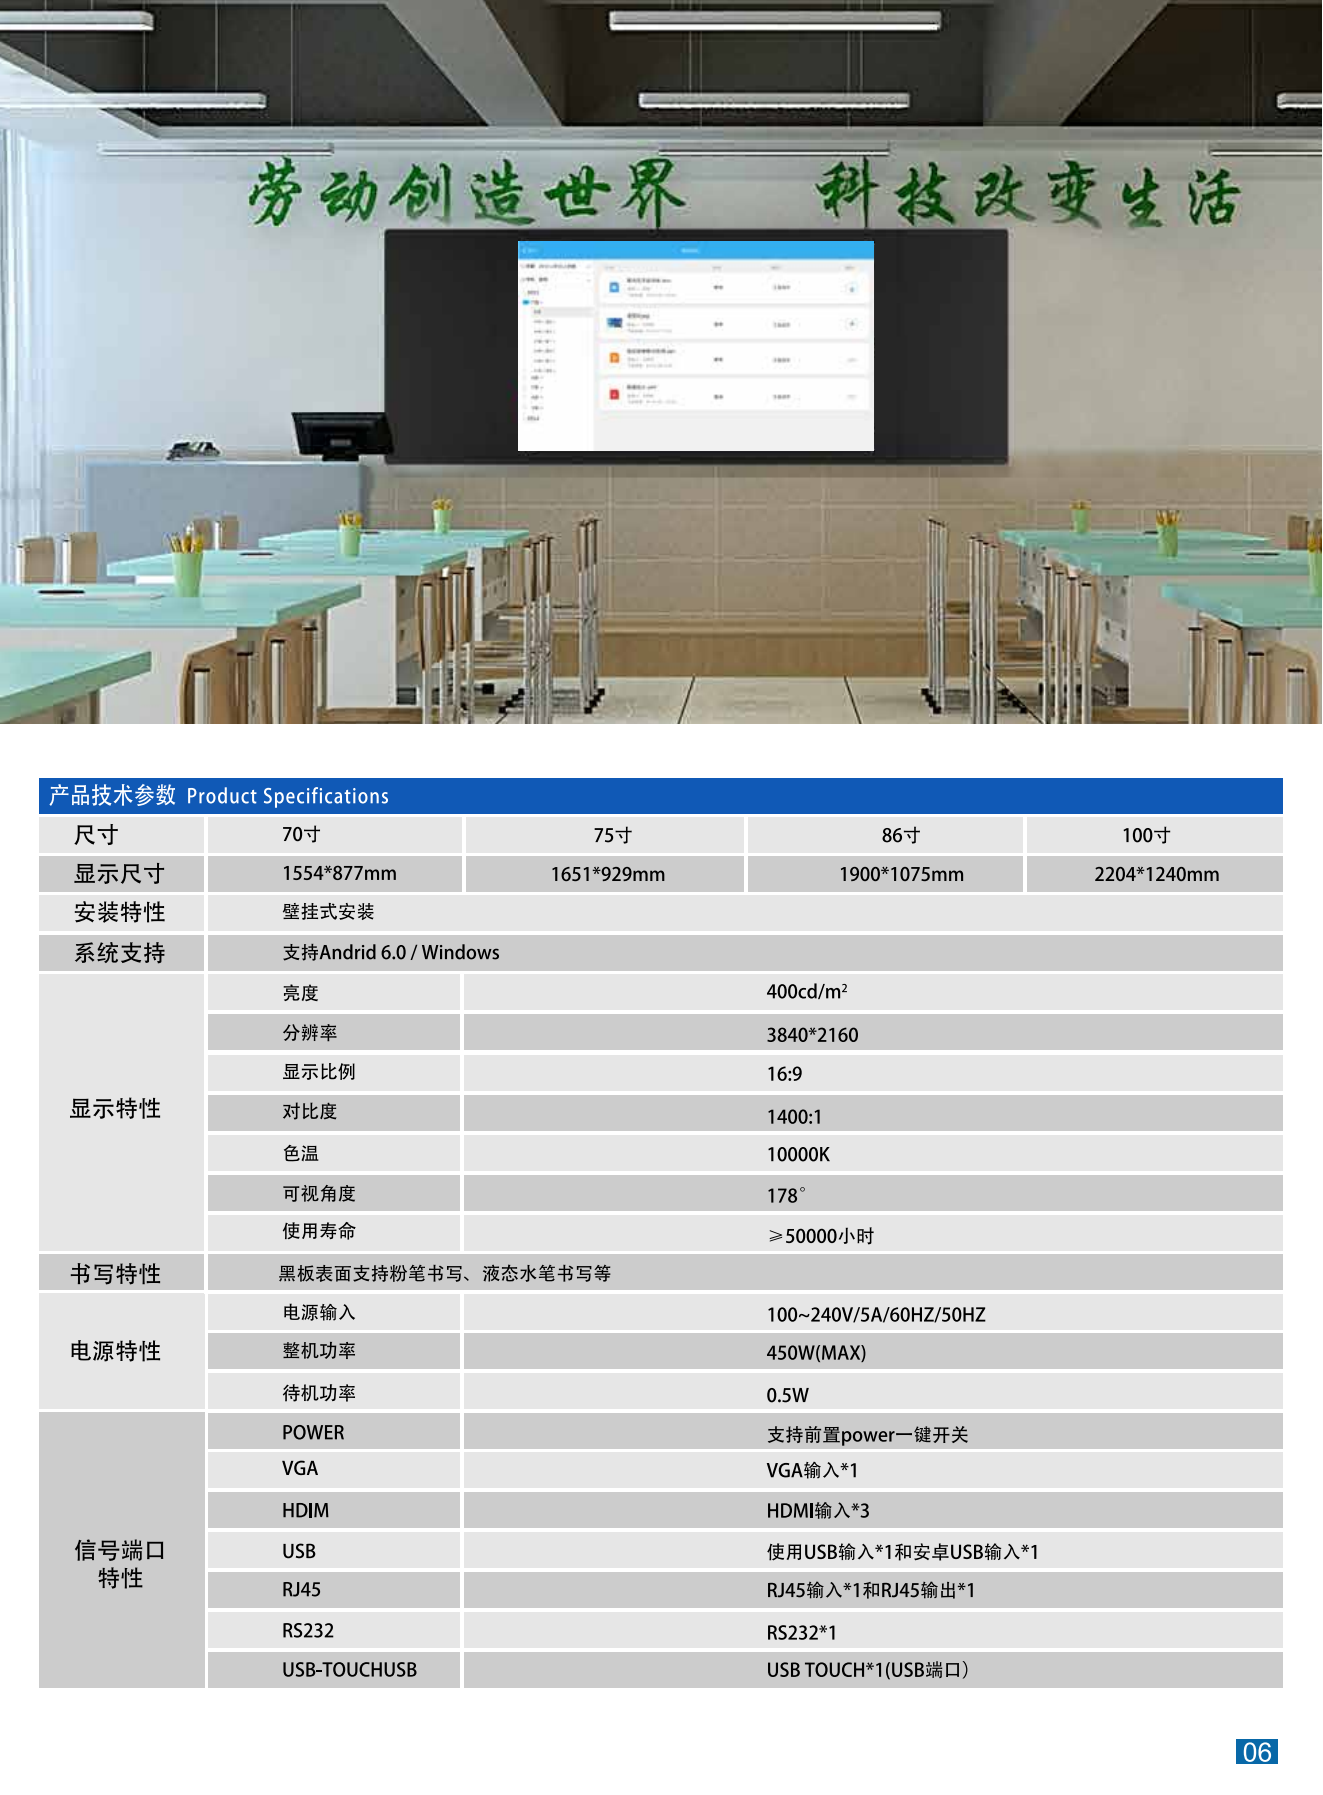 劳动创造世界 科技改变生活
产品技术参数 Product Specifications
尺寸 70寸 75寸 86寸 100寸
显示尺寸 1554*877mm 1651*929mm 1900*1075mm 2204*1240mm
安装特性 壁挂式安装
系统支持 支持Andrid 6.0 / Windows
显示特性
亮度 400cd/m²
分辨率 3840*2160
显示比例 16:9
对比度 1400:1
色温 10000K
可视角度 178°
使用寿命 ≥50000小时
书写特性 黑板表面支持粉笔书写、液态水笔书写等
电源特性
电源输入 100~240V/5A/60HZ/50HZ
整机功率 450W(MAX)
待机功率 0.5W
信号端口
特性
POWER 支持前置power一键开关
VGA VGA输入*1
HDIM HDMI输入*3
USB 使用USB输入*1和安卓USB输入*1
RJ45 RJ45输入*1和RJ45输出*1
RS232 RS232*1
USB-TOUCHUSB USB TOUCH*1(USB端口）
06